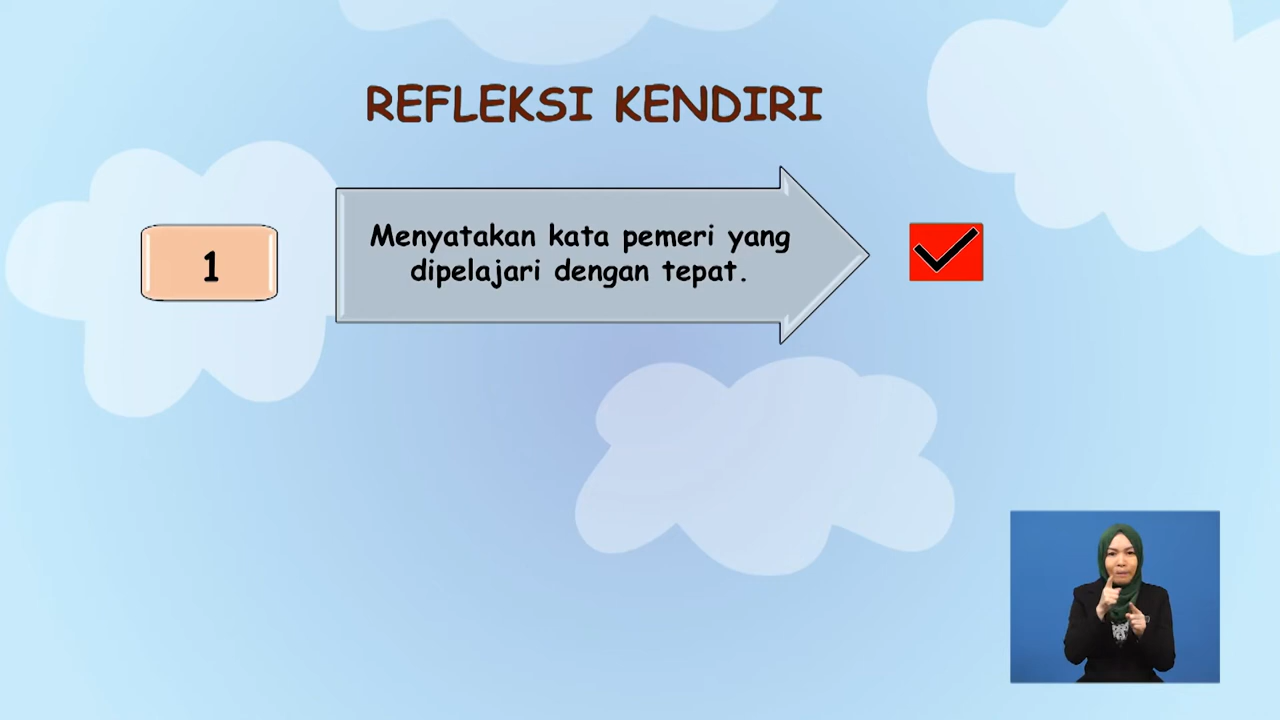 REFLEKSI KENDIRI
1
Menyatakan kata pemeri yang
dipelajari dengan tepat.